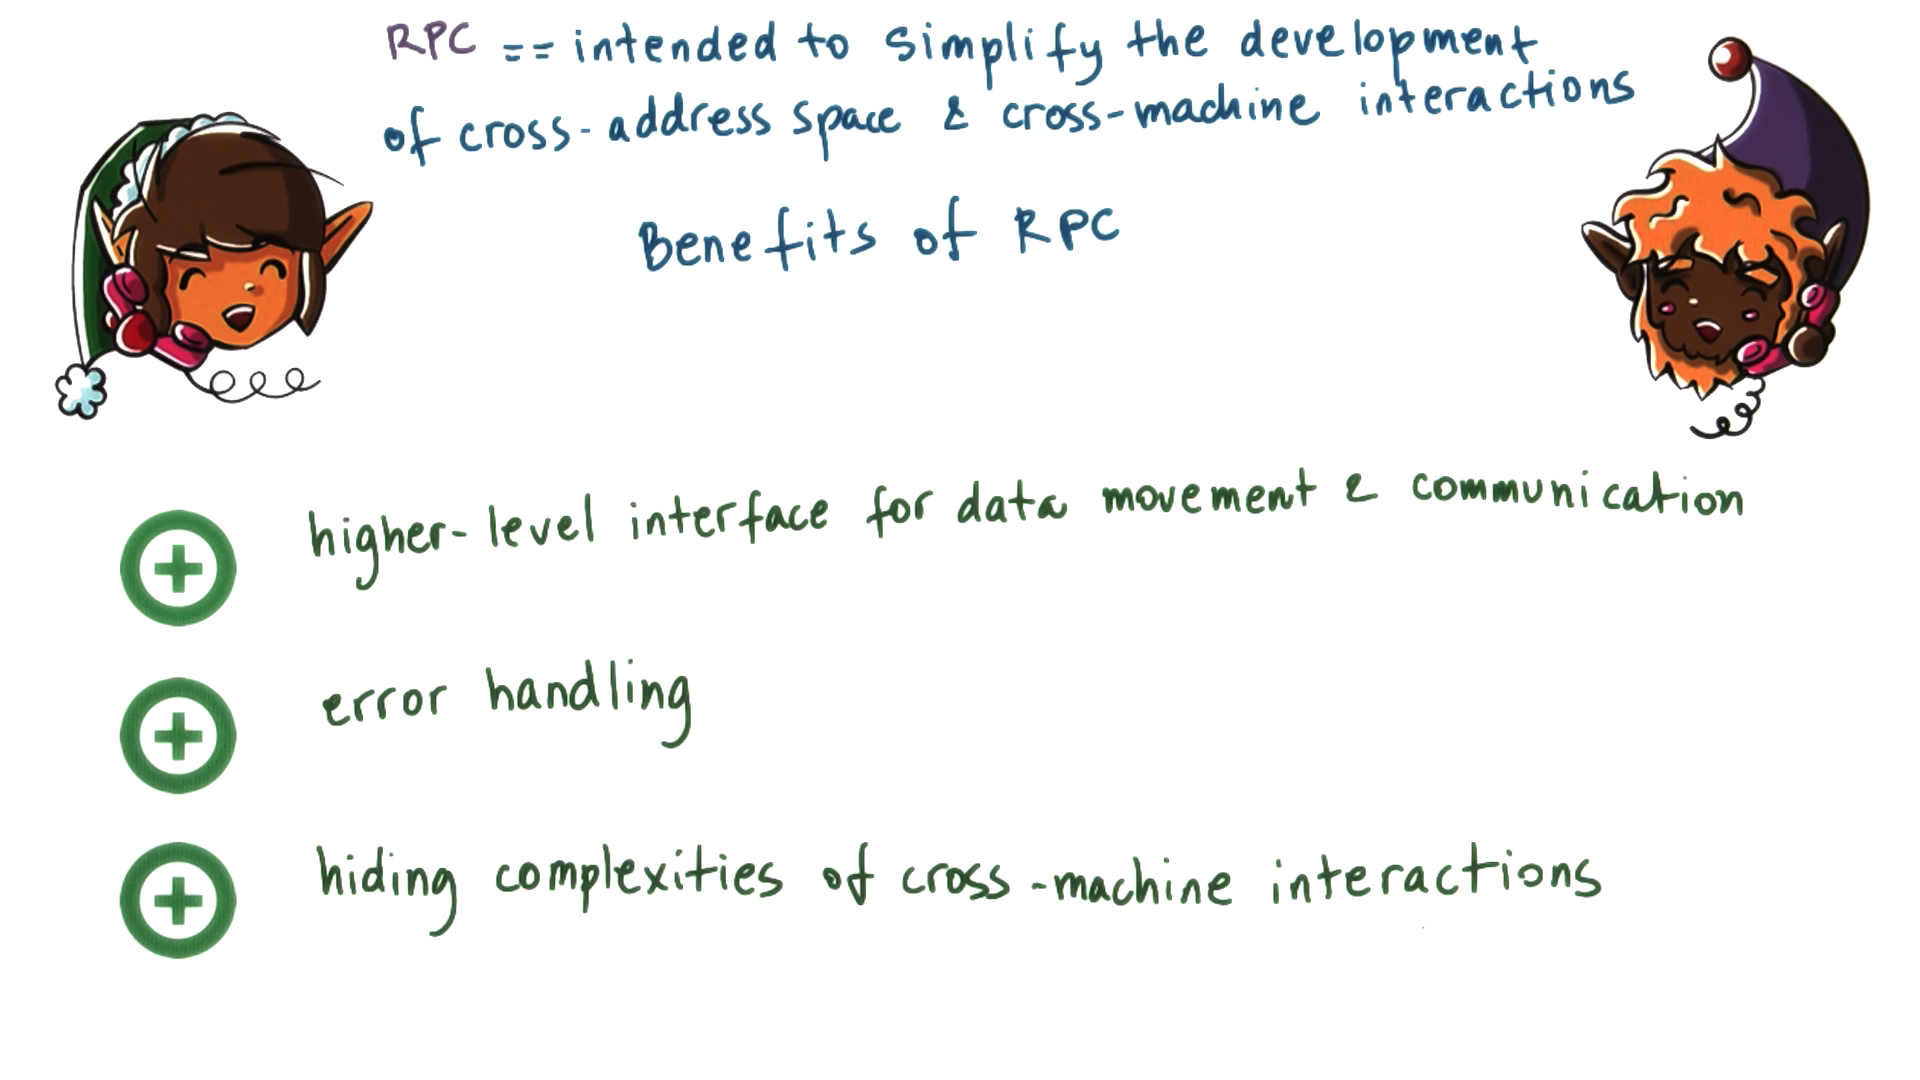 RPC == intended to simplify the development
of cross-address space & cross-machine interactions
Benefits of RPC
higher-level interface for data movement & communication
error handling
hiding complexities of cross-machine interactions